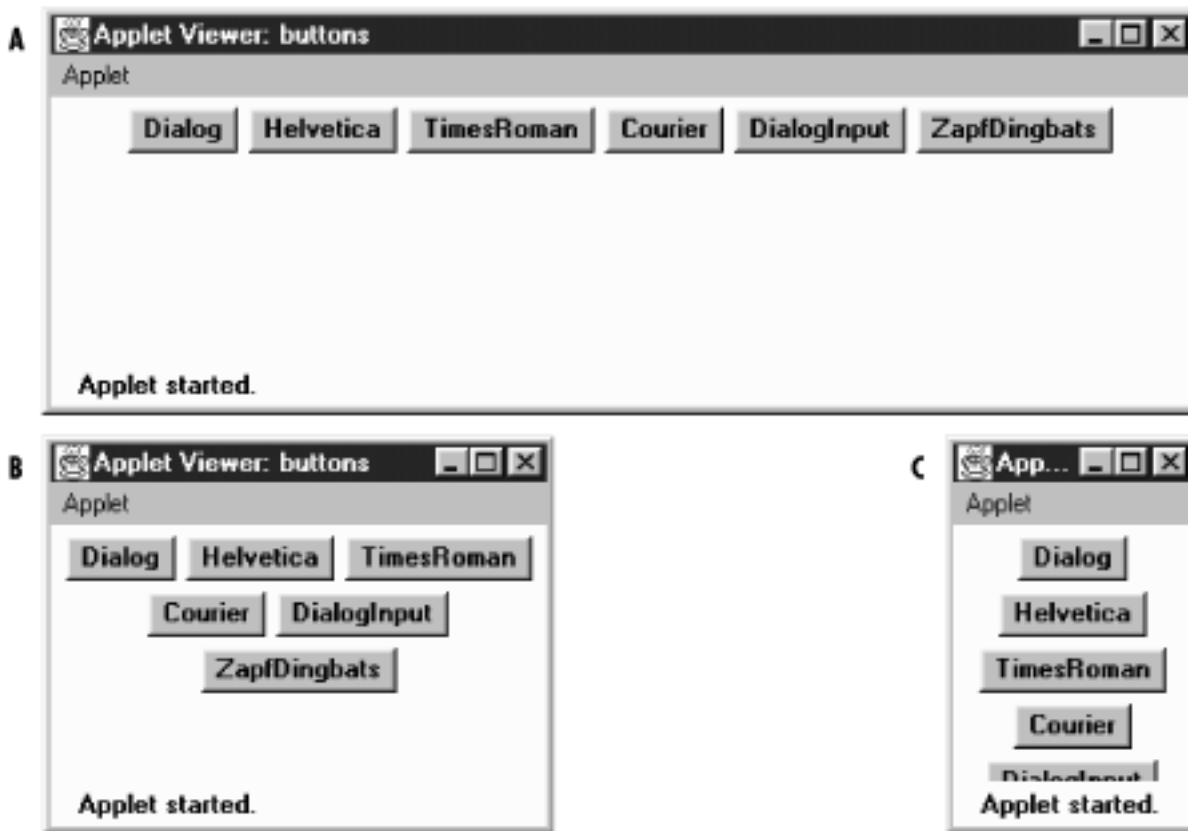 A
Applet Viewer: buttons
Applet
Dialog Helvetica TimesRoman Courier DialogInput ZapfDingbats
Applet started.
B
Applet Viewer: buttons
Applet
Dialog Helvetica TimesRoman
Courier DialogInput
ZapfDingbats
Applet started.
C
App...
Applet
Dialog
Helvetica
TimesRoman
Courier
DialogInput
Applet started.